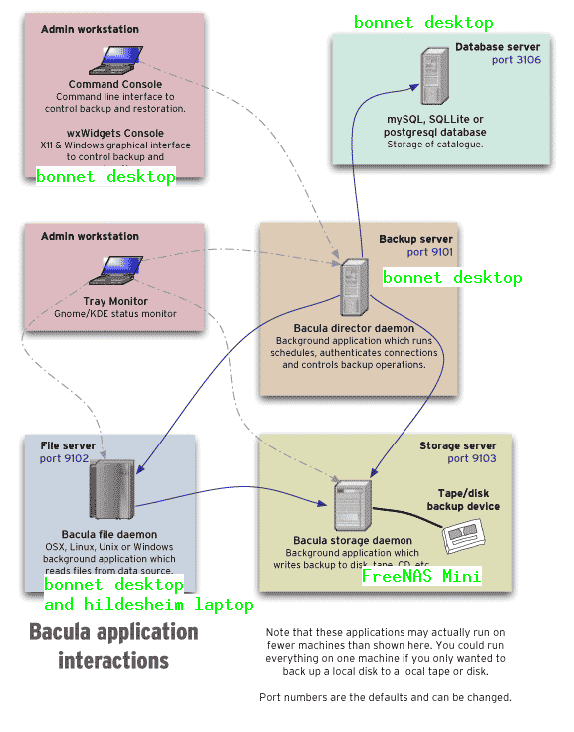 Admin workstation
Command Console
Command line interface to
control backup and restoration.
wxWidgets Console
X11 & Windows graphical interface
to control backup and
bonnet desktop
bonnet desktop
Database server
port 3106
mySQL, SQLLite or
postgresql database
Storage of catalogue.
Admin workstation
Tray Monitor
Gnome/KDE status monitor
Backup server
port 9101
bonnet desktop
Bacula director daemon
Background application which runs
schedules, authenticates connections
and controls backup operations.
File server
port 9102
Bacula file daemon
OSX, Linux, Unix or Windows
background application which
reads files from data source.
bonnet desktop
and hildesheim laptop
Storage server
port 9103
Tape/disk
backup device
Bacula storage daemon
Background application which
writes backup to disk, tape, CD, etc.
FreeNAS Mini
Bacula application
interactions
Note that these applications may actually run on
fewer machines than shown here. You could run
everything on one machine if you only wanted to
back up a local disk to a local tape or disk.
Port numbers are the defaults and can be changed.